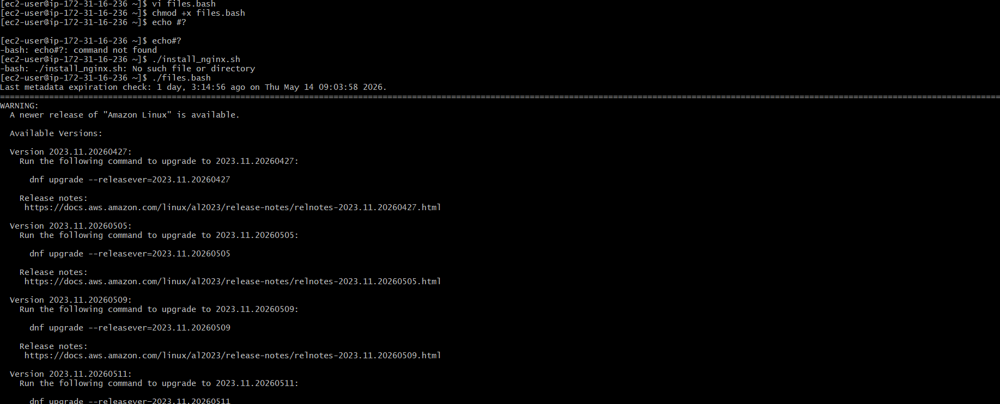 [ec2-user@ip-172-31-16-236 ~]$ vi files.bash
[ec2-user@ip-172-31-16-236 ~]$ chmod +x files.bash
[ec2-user@ip-172-31-16-236 ~]$ echo #?
[ec2-user@ip-172-31-16-236 ~]$ echo#?
-bash: echo#?: command not found
[ec2-user@ip-172-31-16-236 ~]$ ./install_nginx.sh
-bash: ./install_nginx.sh: No such file or directory
[ec2-user@ip-172-31-16-236 ~]$ ./files.bash
Last metadata expiration check: 1 day, 3:14:56 ago on Thu May 14 09:03:58 2026.
============================================================================================================================================================================================================
WARNING:
  A newer release of "Amazon Linux" is available.
  Available Versions:
  Version 2023.11.20260427:
    Run the following command to upgrade to 2023.11.20260427:
      dnf upgrade --releasever=2023.11.20260427
    Release notes:
     https://docs.aws.amazon.com/linux/al2023/release-notes/relnotes-2023.11.20260427.html
  Version 2023.11.20260505:
    Run the following command to upgrade to 2023.11.20260505:
      dnf upgrade --releasever=2023.11.20260505
    Release notes:
     https://docs.aws.amazon.com/linux/al2023/release-notes/relnotes-2023.11.20260505.html
  Version 2023.11.20260509:
    Run the following command to upgrade to 2023.11.20260509:
      dnf upgrade --releasever=2023.11.20260509
    Release notes:
     https://docs.aws.amazon.com/linux/al2023/release-notes/relnotes-2023.11.20260509.html
  Version 2023.11.20260511:
    Run the following command to upgrade to 2023.11.20260511:
      dnf upgrade --releasever=2023.11.20260511